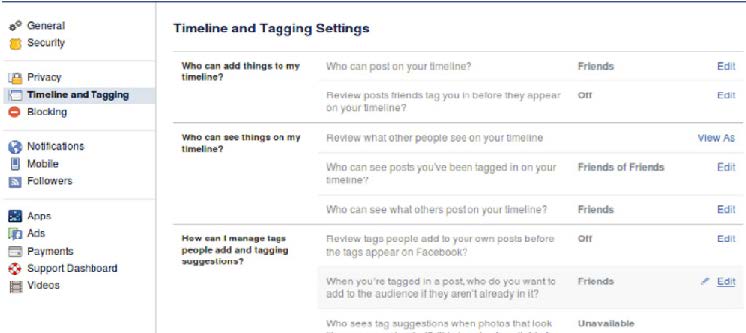 General
Security
Privacy
Timeline and Tagging
Blocking
Notifications
Mobile
Followers
Apps
Ads
Payments
Support Dashboard
Videos
Timeline and Tagging Settings
Who can add things to my
timeline?
Who can post on your timeline?
Friends
Edit
Review posts friends tag you in before they appear
on your timeline?
Off
Edit
Who can see things on my
timeline?
Review what other people see on your timeline
View As
Who can see posts you've been tagged in on your
timeline?
Friends of Friends
Edit
Who can see what others post on your timeline?
Friends
Edit
How can I manage tags
people add and tagging
suggestions?
Review tags people add to your own posts before
the tags appear on Facebook?
Off
Edit
When you're tagged in a post, who do you want to
add to the audience if they aren't already in it?
Friends
Edit
Who sees tag suggestions when photos that look
Unavailable